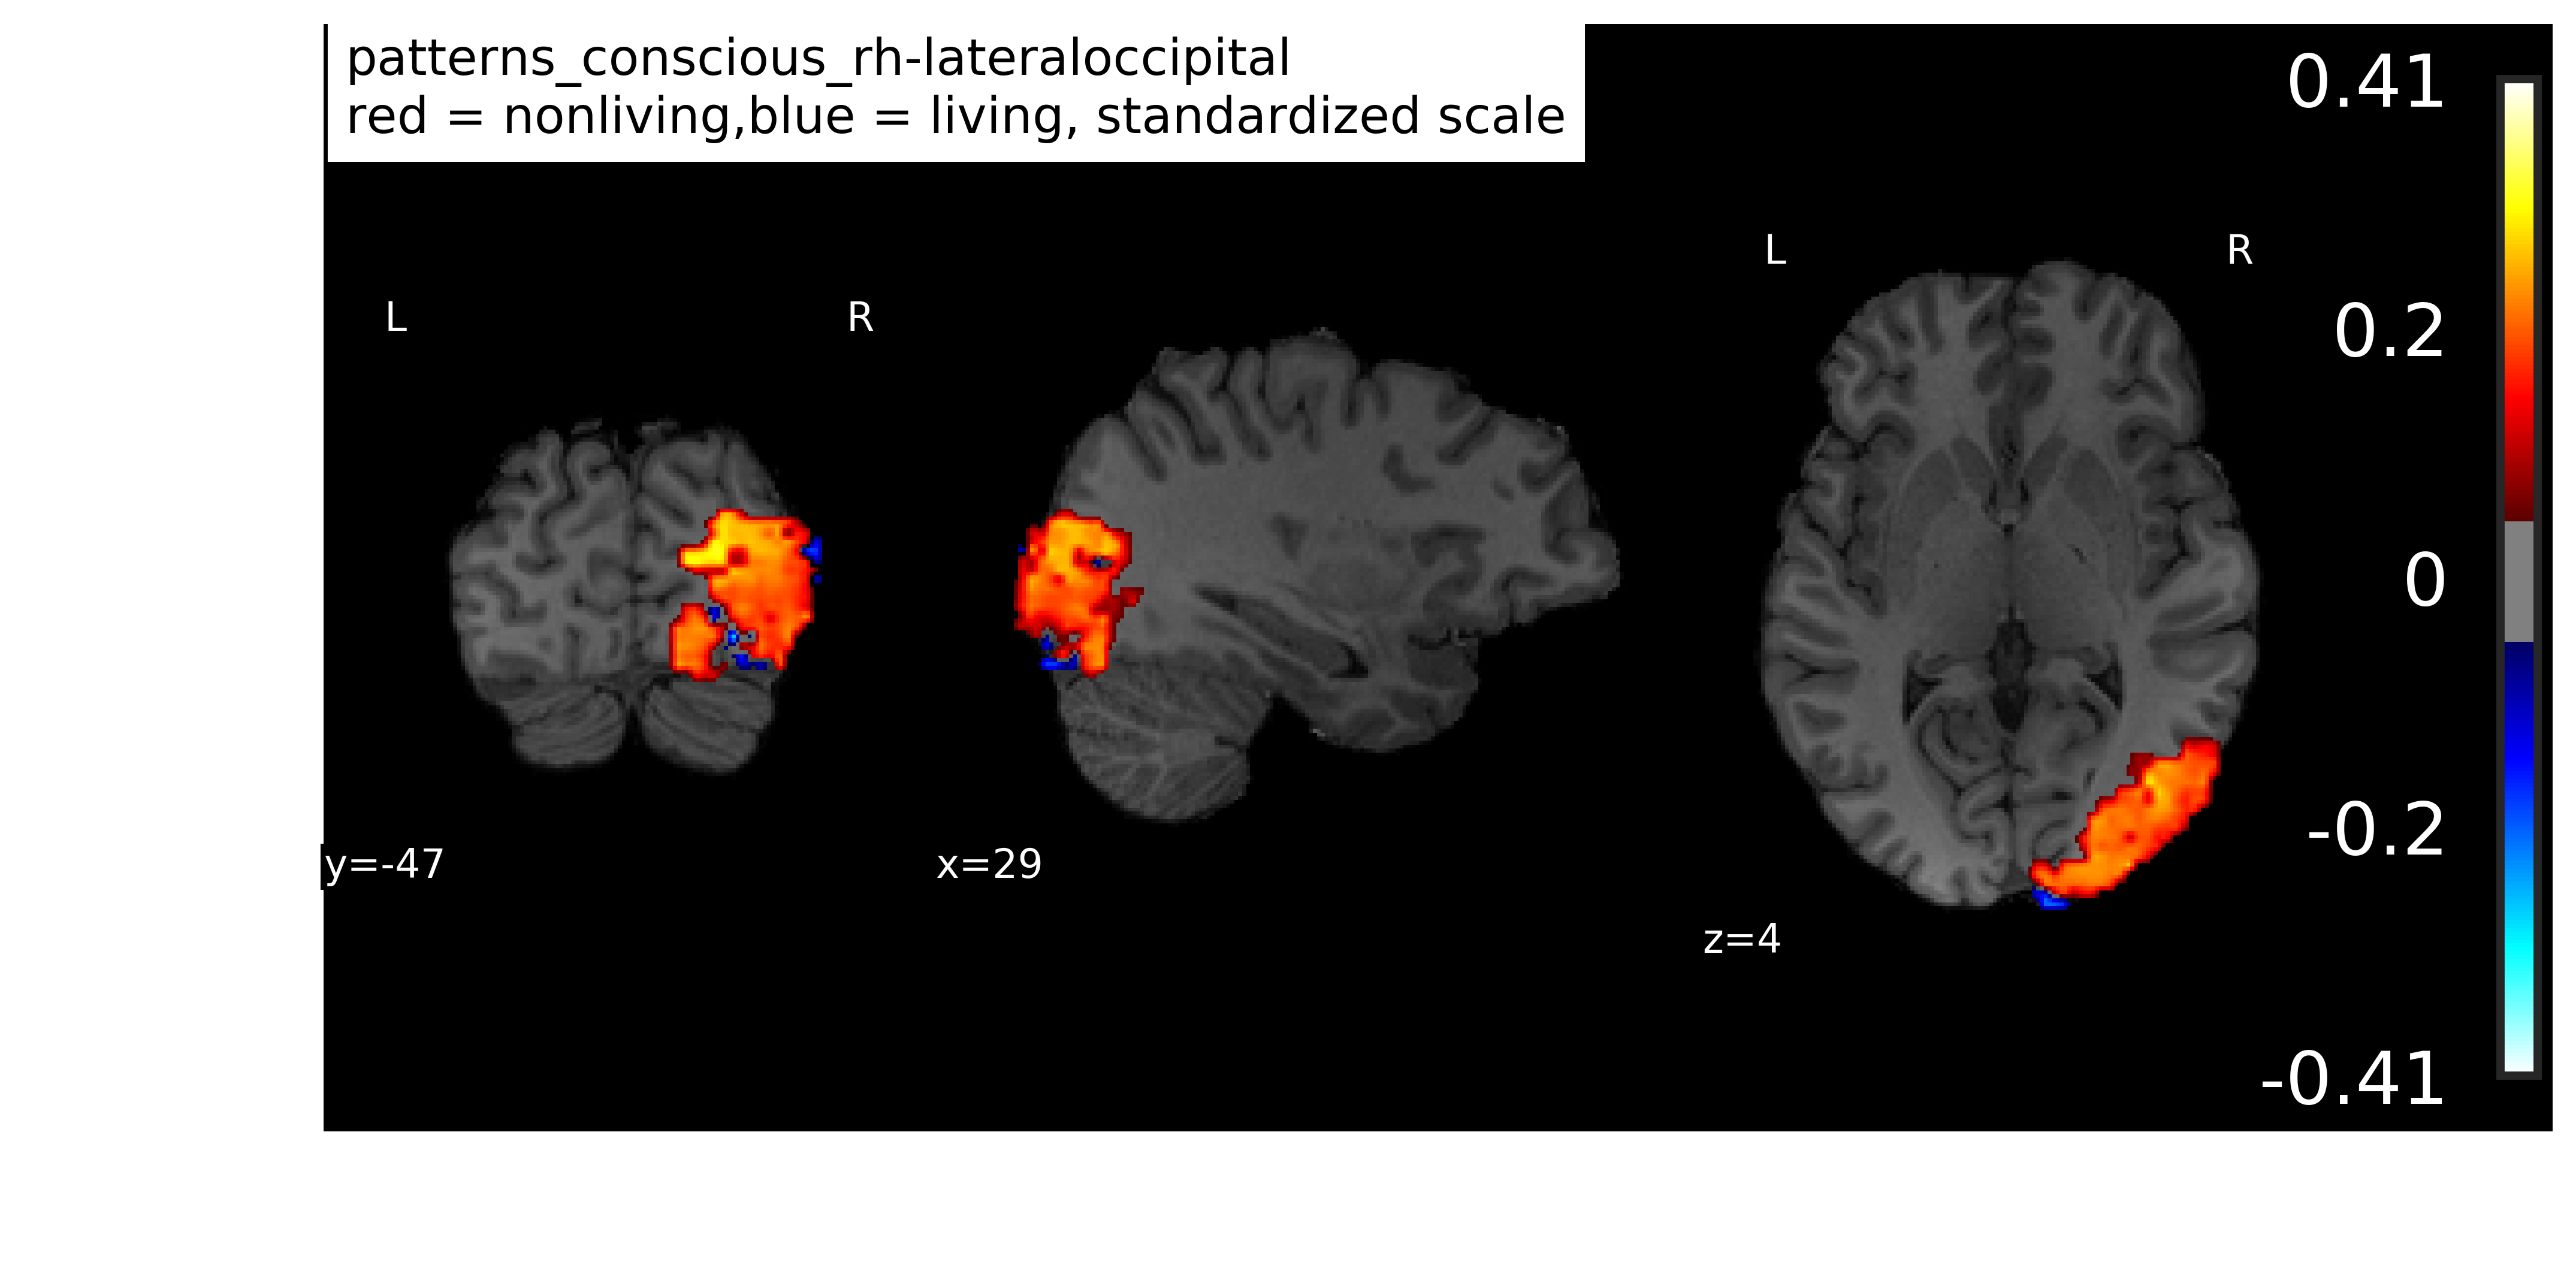 patterns_conscious_rh-lateraloccipital
red = nonliving,blue = living, standardized scale
L
R
y=-47
x=29
L
R
z=4
0.41
0.2
0
-0.2
-0.41